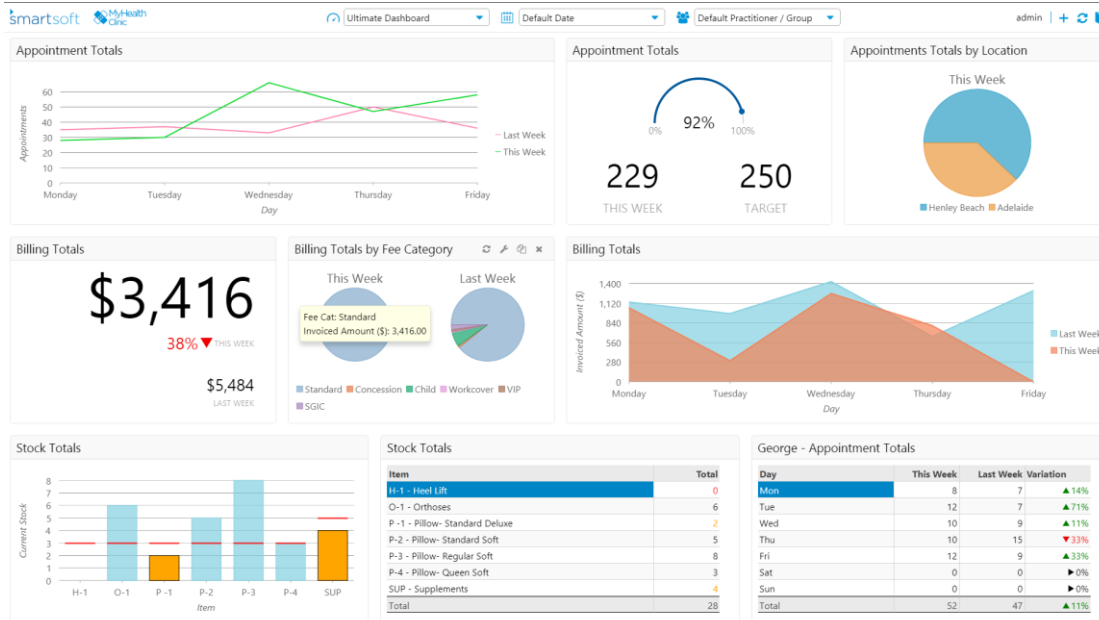 smartsoft MyHealth Clinic Ultimate Dashboard Default Date Default Practitioner / Group admin
Appointment Totals
60
50
40
30
20
10
0
Appointments
Monday Tuesday Wednesday Thursday Friday
Day
Last Week
This Week
Appointment Totals
0% 92% 100%
229 250
THIS WEEK TARGET
Appointments Totals by Location
This Week
Henley Beach Adelaide
Billing Totals
$3,416
38% THIS WEEK
$5,484
LAST WEEK
Billing Totals by Fee Category
This Week Last Week
Fee Cat: Standard
Invoiced Amount ($): 3,416.00
Standard Concession Child Workcover VIP
SGIC
Billing Totals
1,400
1,120
840
560
280
0
Invoiced Amount ($)
Monday Tuesday Wednesday Thursday Friday
Day
Last Week
This Week
Stock Totals
8
7
6
5
4
3
2
1
0
Current Stock
H-1 O-1 P -1 P-2 P-3 P-4 SUP
Item
Stock Totals
Item Total
H-1 - Heel Lift 0
O-1 - Orthoses 6
P -1 - Pillow- Standard Deluxe 2
P-2 - Pillow- Standard Soft 5
P-3 - Pillow- Regular Soft 8
P-4 - Pillow- Queen Soft 3
SUP - Supplements 4
Total 28
George - Appointment Totals
Day This Week Last Week Variation
Mon 8 7 ▲14%
Tue 12 7 ▲71%
Wed 10 9 ▲11%
Thu 10 15 ▼33%
Fri 12 9 ▲33%
Sat 0 0 ▶0%
Sun 0 0 ▶0%
Total 52 47 ▲11%